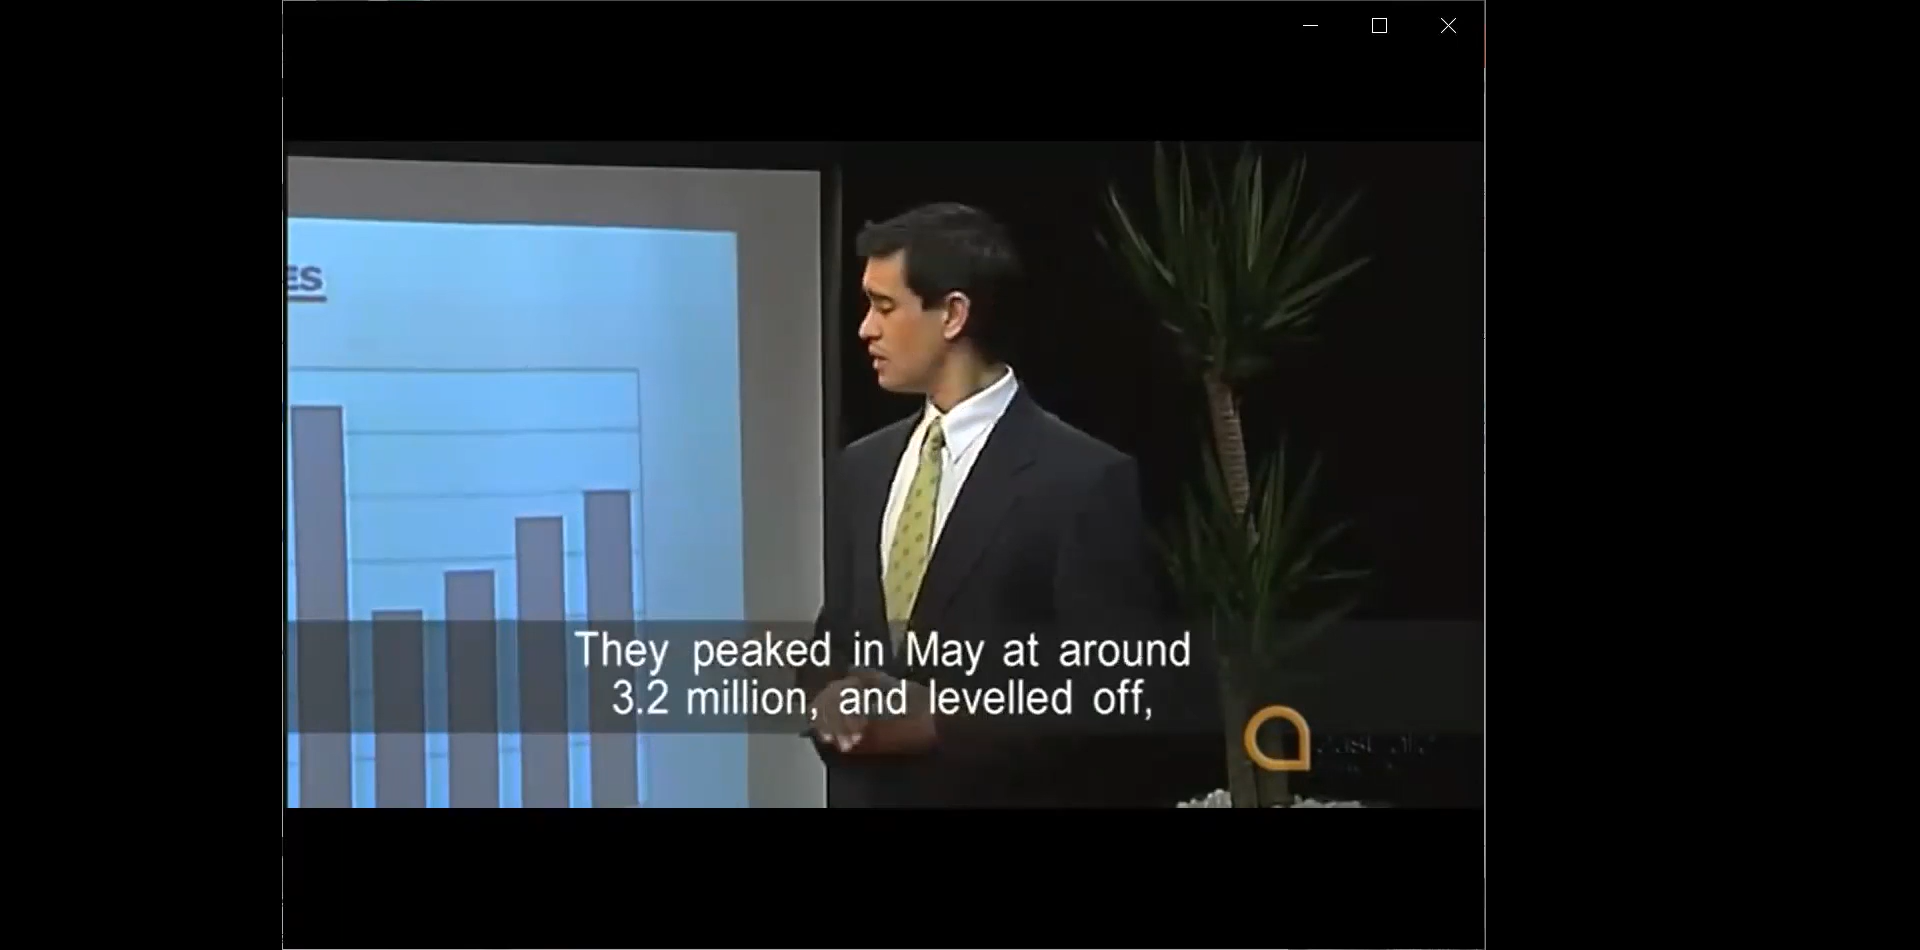 ES
They peaked in May at around
3.2 million, and levelled off,